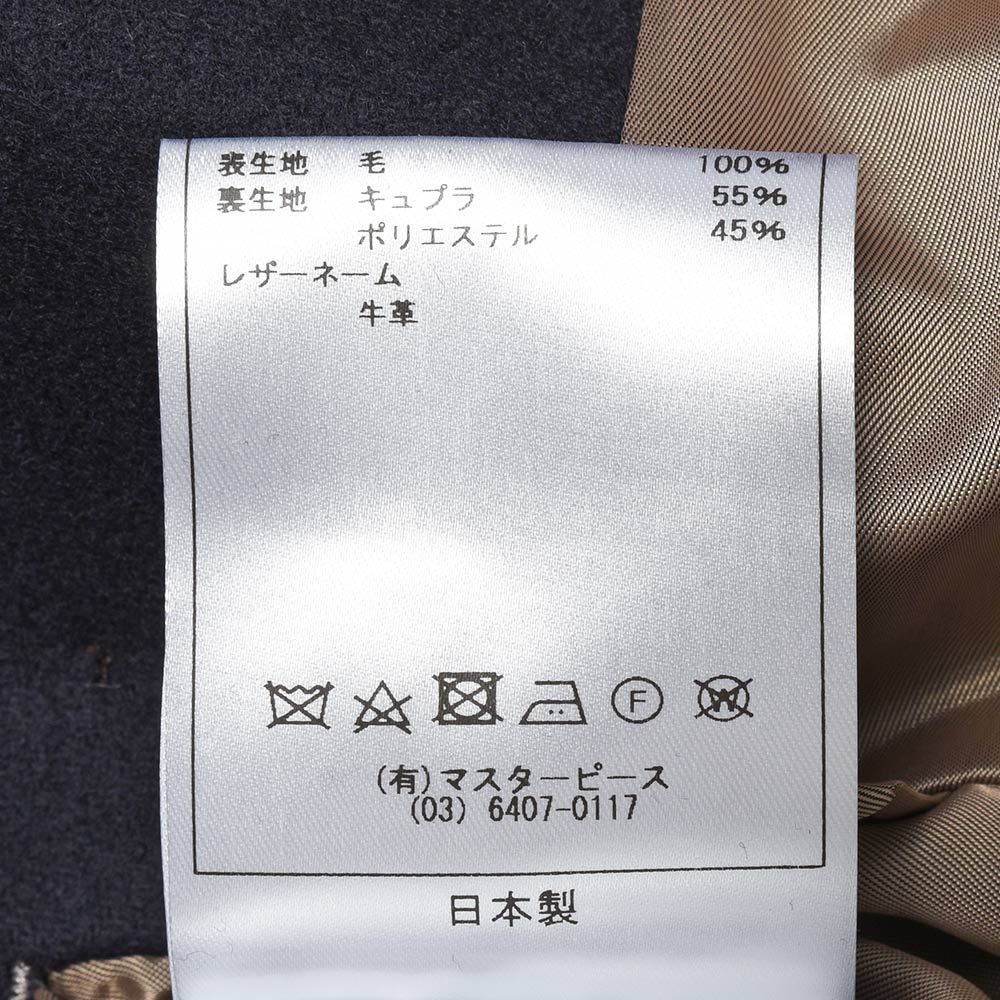 表生地 毛 100%
裏生地 キュプラ 55%
ポリエステル 45%
レザーネーム
牛革
F W
(有)マスターピース
(03) 6407-0117
日本製